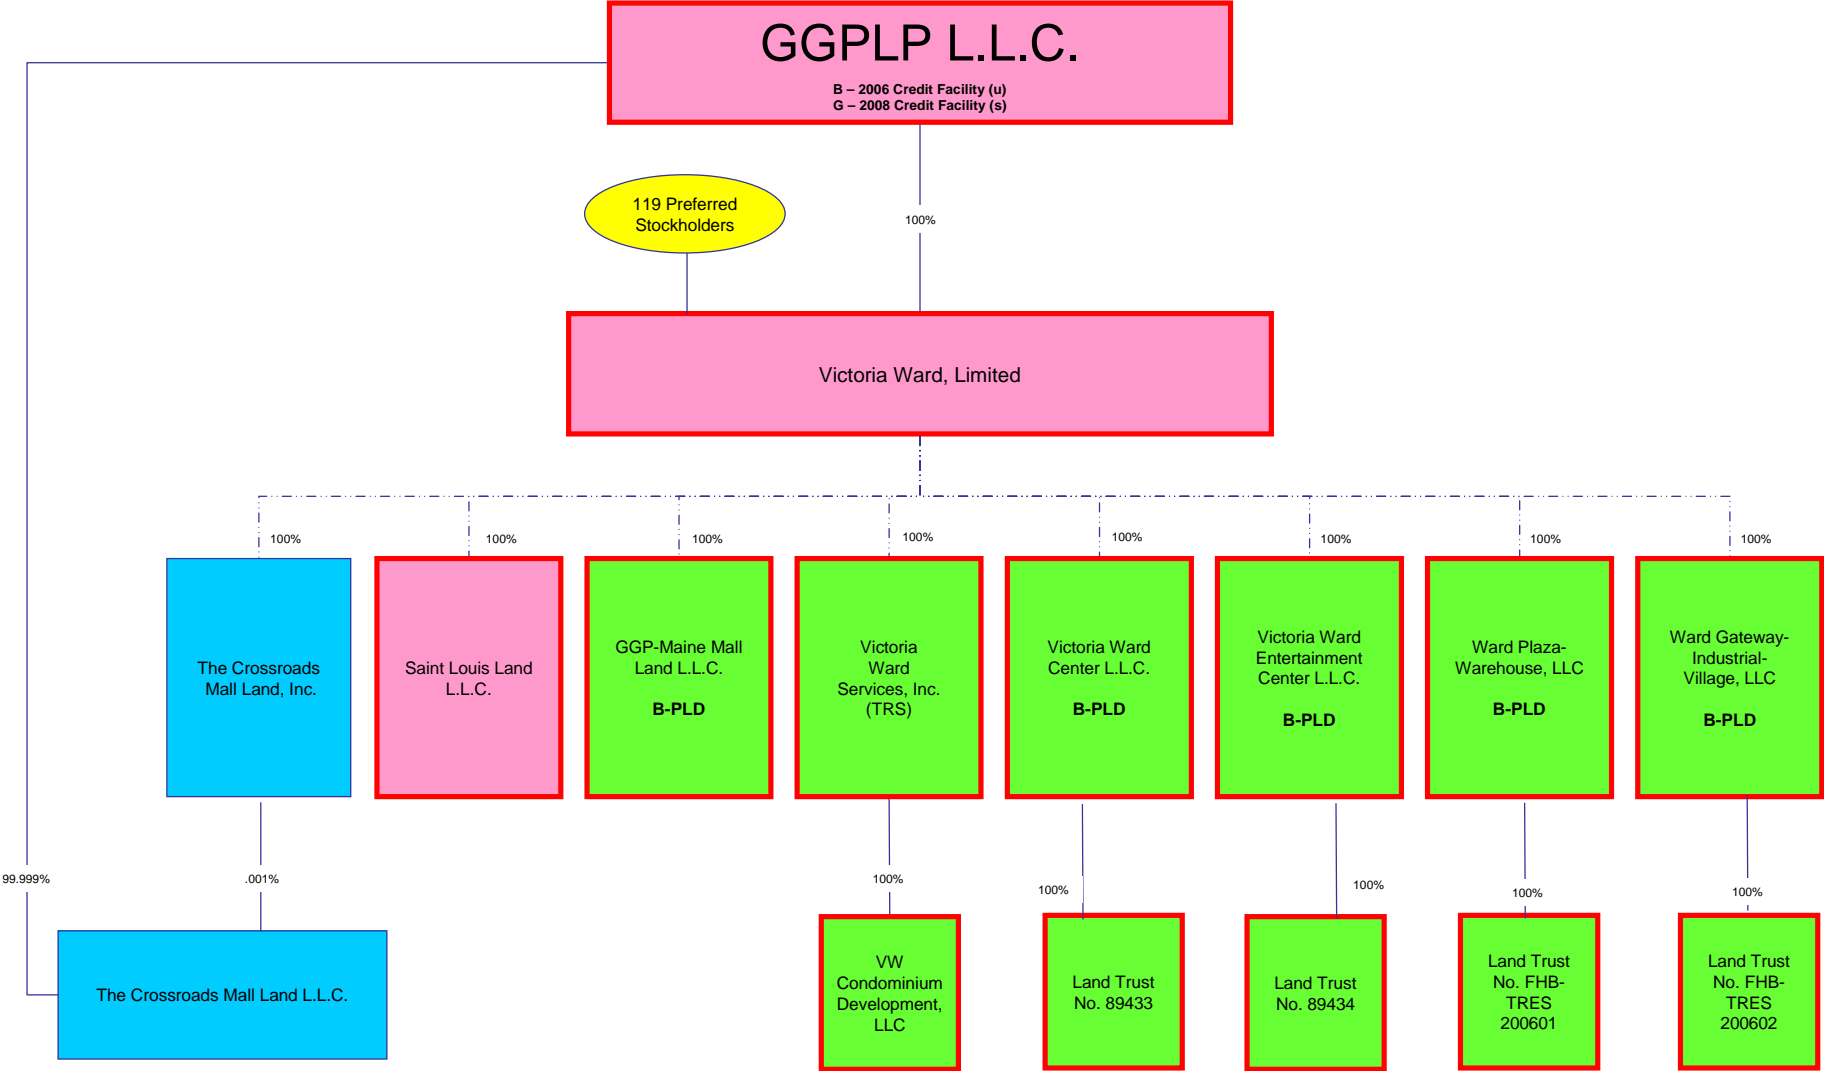 GGPLP L.L.C.
B – 2006 Credit Facility (u)
G – 2008 Credit Facility (s)
119 Preferred
Stockholders
100%
Victoria Ward, Limited
100%
100%
100%
100%
100%
100%
100%
100%
The Crossroads
Mall Land, Inc.
Saint Louis Land
L.L.C.
GGP-Maine Mall
Land L.L.C.
B-PLD
Victoria
Ward
Services, Inc.
(TRS)
Victoria Ward
Center L.L.C.
B-PLD
Victoria Ward
Entertainment
Center L.L.C.
B-PLD
Ward Plaza-
Warehouse, LLC
B-PLD
Ward Gateway-
Industrial-
Village, LLC
B-PLD
99.999%
.001%
100%
100%
100%
100%
100%
The Crossroads Mall Land L.L.C.
VW
Condominium
Development,
LLC
Land Trust
No. 89433
Land Trust
No. 89434
Land Trust
No. FHB-
TRES
200601
Land Trust
No. FHB-
TRES
200602